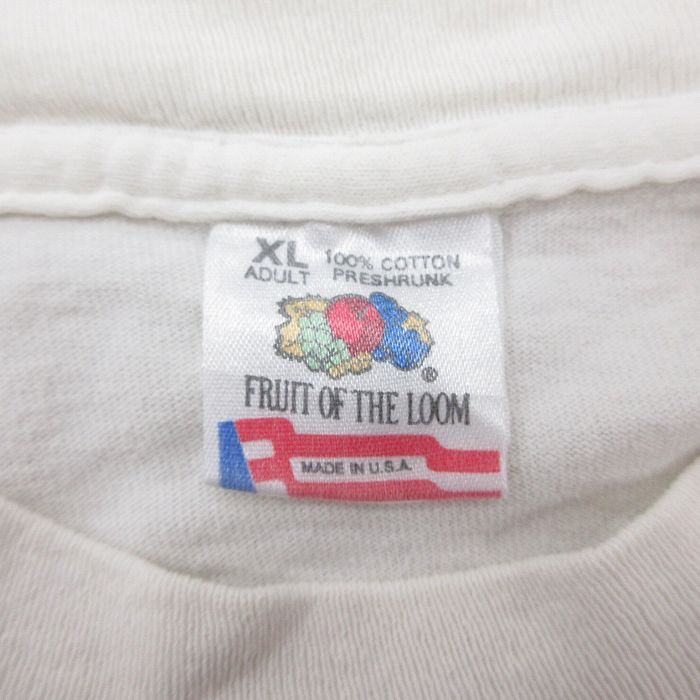 XL 100% COTTON
ADULT PRESHRUNK
®
FRUIT OF THE LOOM
MADE IN U.S.A.